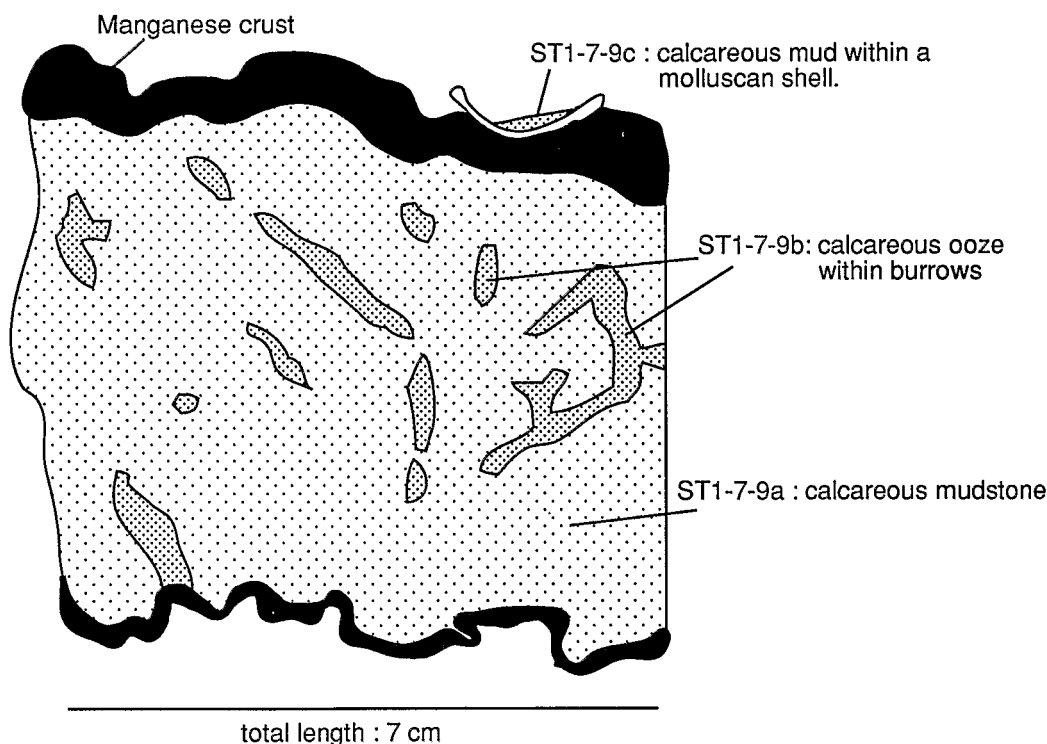 Manganese crust
ST1-7-9c : calcareous mud within a
molluscan shell.
ST1-7-9b: calcareous ooze
within burrows
ST1-7-9a : calcareous mudstone
total length : 7 cm